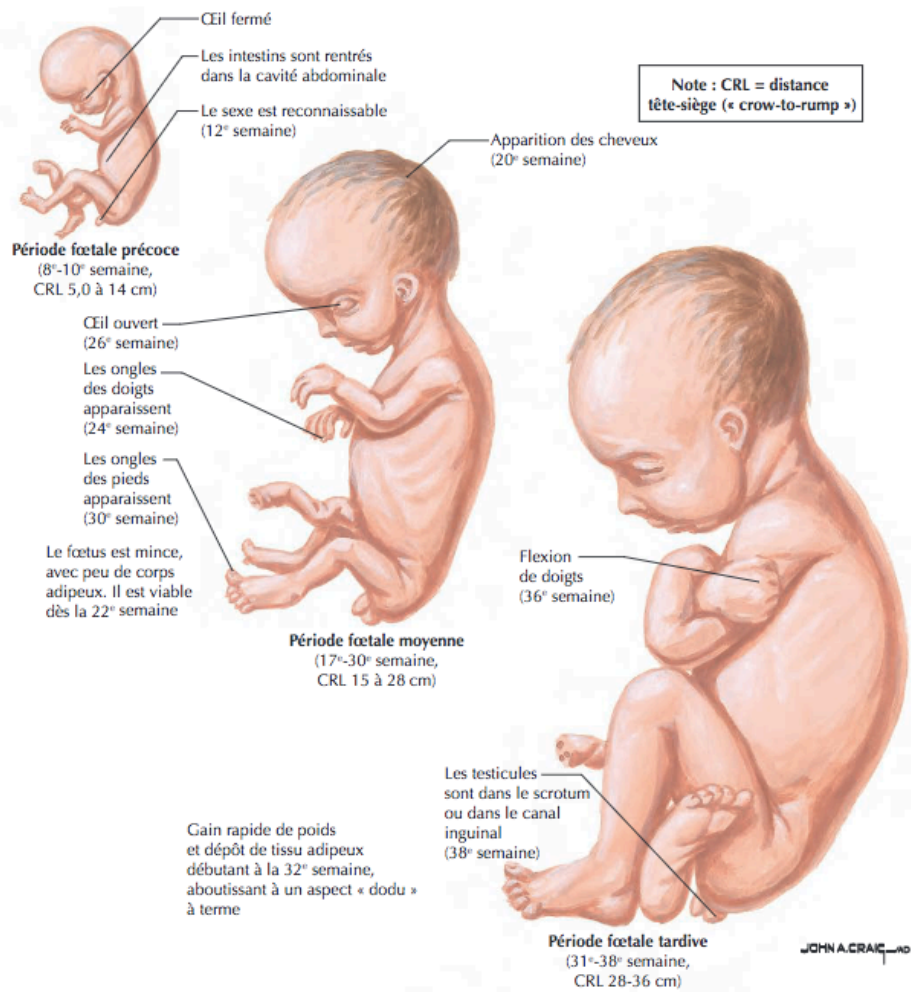 Œil fermé
Les intestins sont rentrés
dans la cavité abdominale
Le sexe est reconnaissable
(12e semaine)
Note : CRL = distance
tête-siège (« crow-to-rump »)
Apparition des cheveux
(20e semaine)
Période fœtale précoce
(8e-10e semaine,
CRL 5,0 à 14 cm)
Œil ouvert
(26e semaine)
Les ongles
des doigts
apparaissent
(24e semaine)
Les ongles
des pieds
apparaissent
(30e semaine)
Le fœtus est mince,
avec peu de corps
adipeux. Il est viable
dès la 22e semaine
Flexion
de doigts
(36e semaine)
Période fœtale moyenne
(17e-30e semaine,
CRL 15 à 28 cm)
Les testicules
sont dans le scrotum
ou dans le canal
inguinal
(38e semaine)
Gain rapide de poids
et dépôt de tissu adipeux
débutant à la 32e semaine,
aboutissant à un aspect « dodu »
à terme
Période fœtale tardive
(31e-38e semaine,
CRL 28-36 cm)
JOHN A. CRAIG—MD